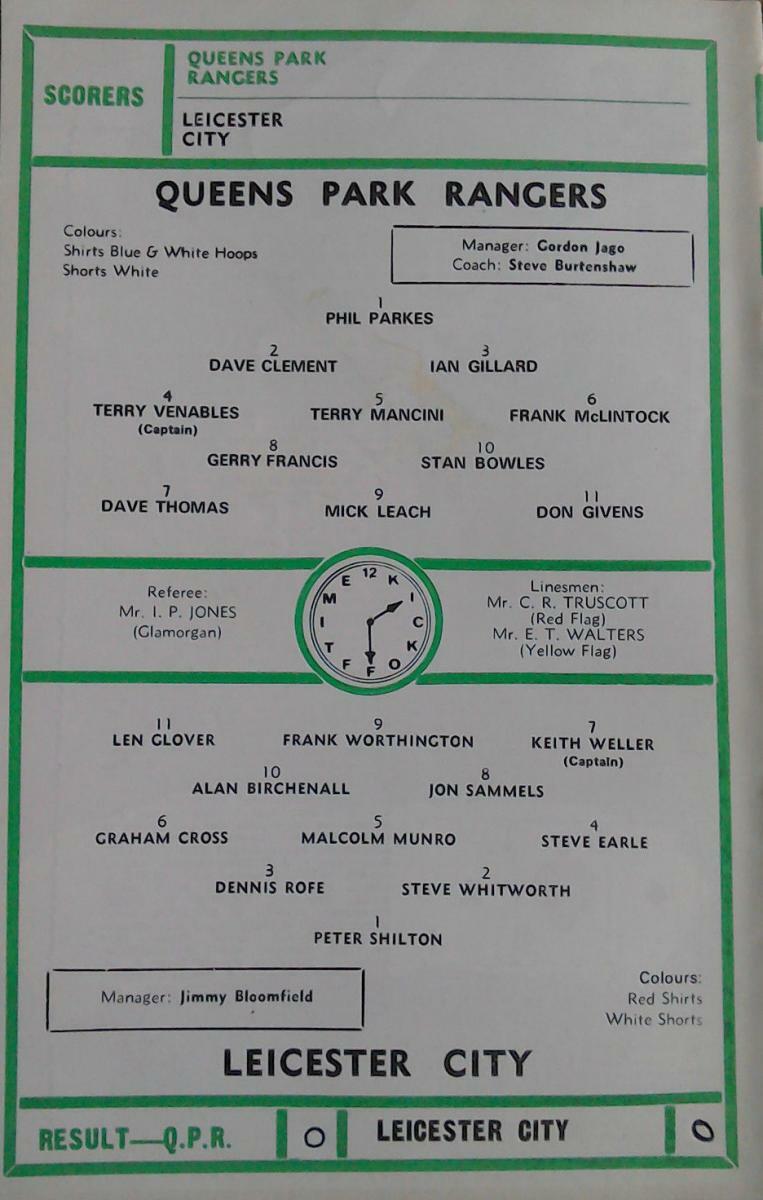 SCORERS
QUEENS PARK
RANGERS
LEICESTER
CITY
QUEENS PARK RANGERS
Colours:
Shirts Blue & White Hoops
Shorts White
Manager: Gordon Jago
Coach: Steve Burtenshaw
1
PHIL PARKES
2 3
DAVE CLEMENT IAN GILLARD
4 5 6
TERRY VENABLES TERRY MANCINI FRANK McLINTOCK
(Captain)
8 10
GERRY FRANCIS STAN BOWLES
7 9 11
DAVE THOMAS MICK LEACH DON GIVENS
Referee:
Mr. I. P. JONES
(Glamorgan)
12 KICK OFF TIME
Linesmen:
Mr. C. R. TRUSCOTT
(Red Flag)
Mr. E. T. WALTERS
(Yellow Flag)
11 9 7
LEN GLOVER FRANK WORTHINGTON KEITH WELLER
(Captain)
10 8
ALAN BIRCHENALL JON SAMMELS
6 5 4
GRAHAM CROSS MALCOLM MUNRO STEVE EARLE
3 2
DENNIS ROFE STEVE WHITWORTH
1
PETER SHILTON
Manager: Jimmy Bloomfield
Colours:
Red Shirts
White Shorts
LEICESTER CITY
RESULT—Q.P.R. 0 LEICESTER CITY 0